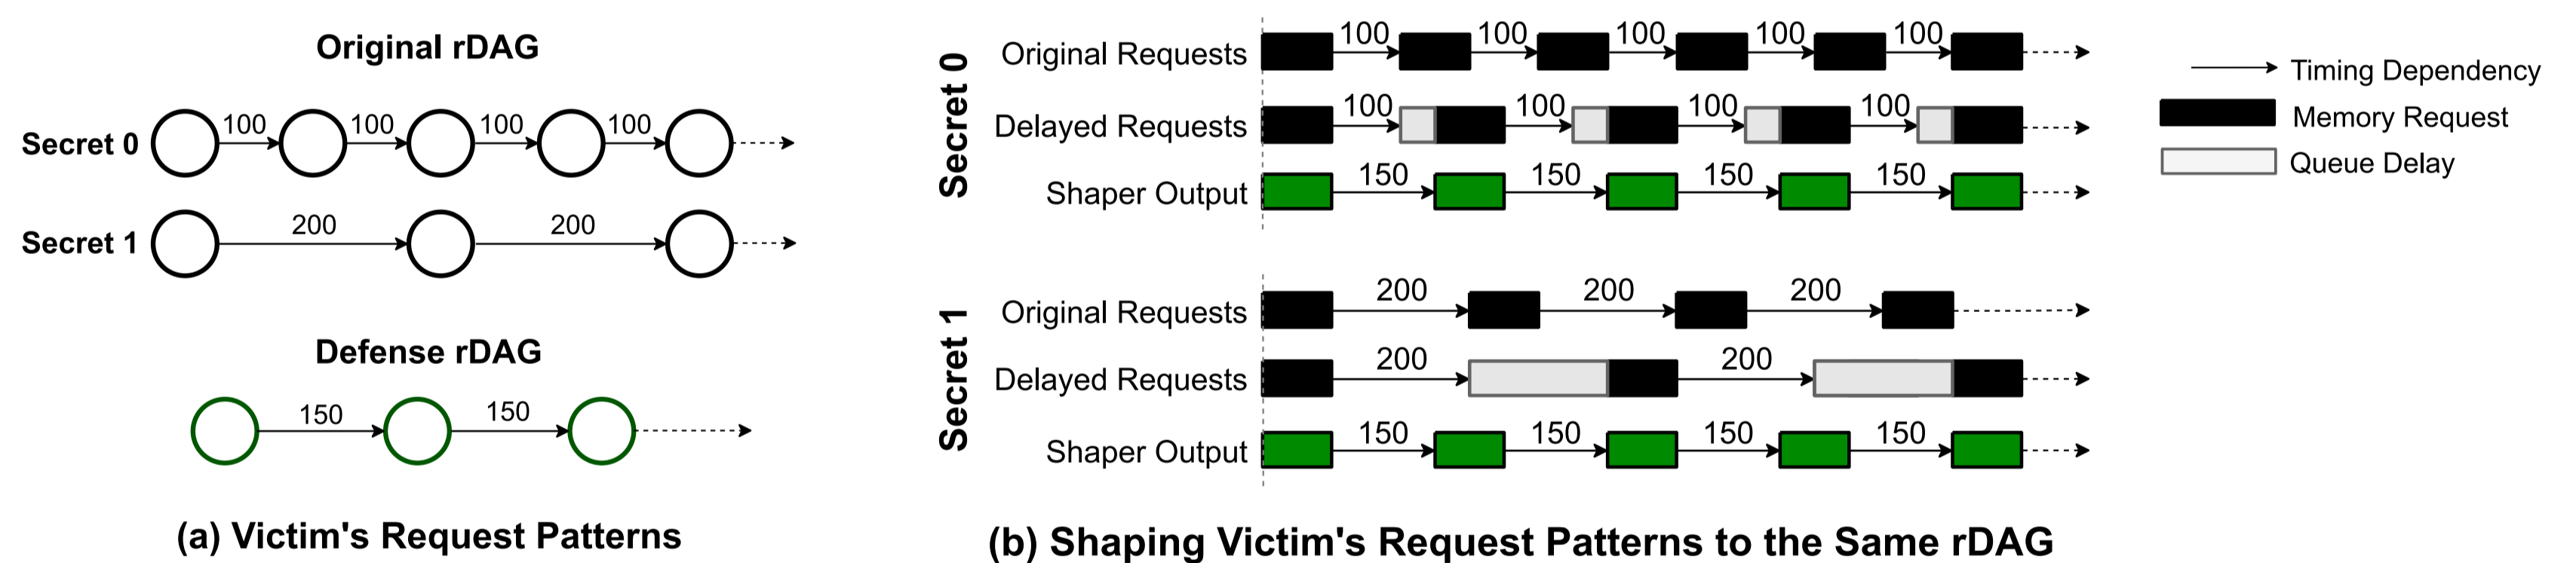 Original rDAG
Secret 0
100 100 100 100
Secret 1
200 200
Defense rDAG
150 150
(a) Victim's Request Patterns
Secret 0
Original Requests
100 100 100 100 100
Delayed Requests
100 100 100 100
Shaper Output
150 150 150 150
Secret 1
Original Requests
200 200 200
Delayed Requests
200 200
Shaper Output
150 150 150 150
(b) Shaping Victim's Request Patterns to the Same rDAG
Timing Dependency
Memory Request
Queue Delay